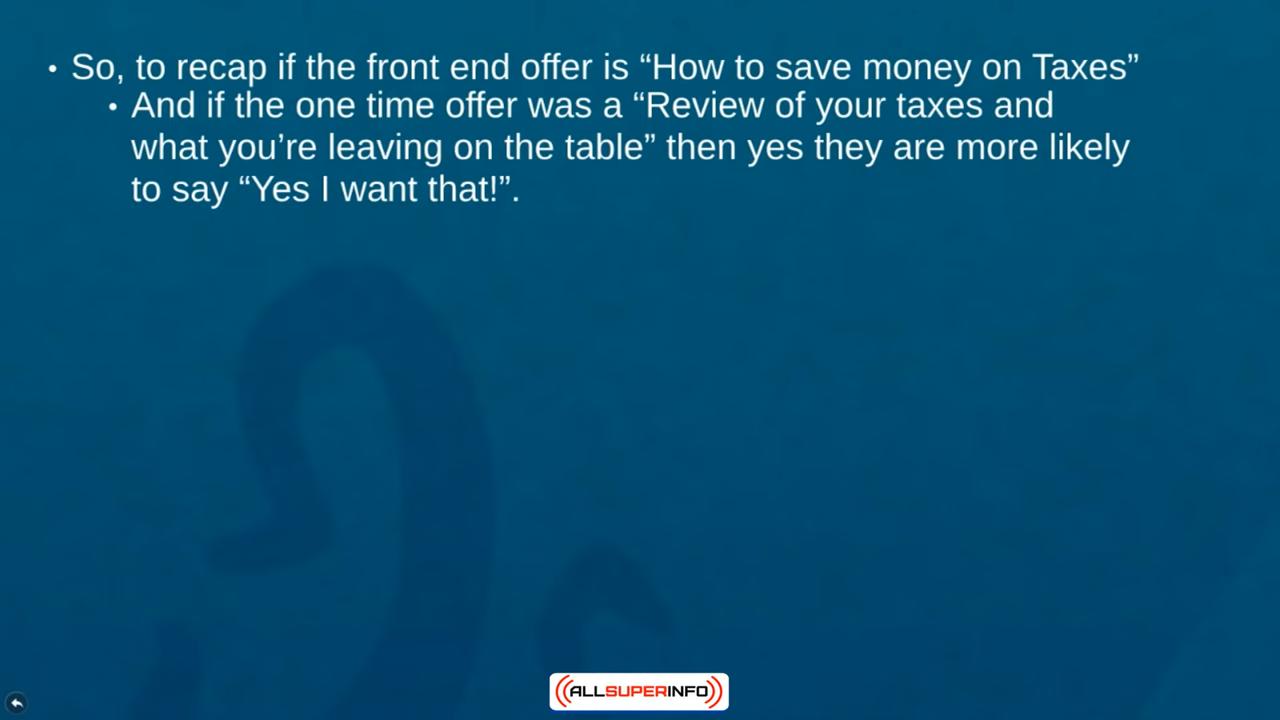 • So, to recap if the front end offer is “How to save money on Taxes”
• And if the one time offer was a “Review of your taxes and
what you’re leaving on the table” then yes they are more likely
to say “Yes I want that!”.
ALLSUPERINFO